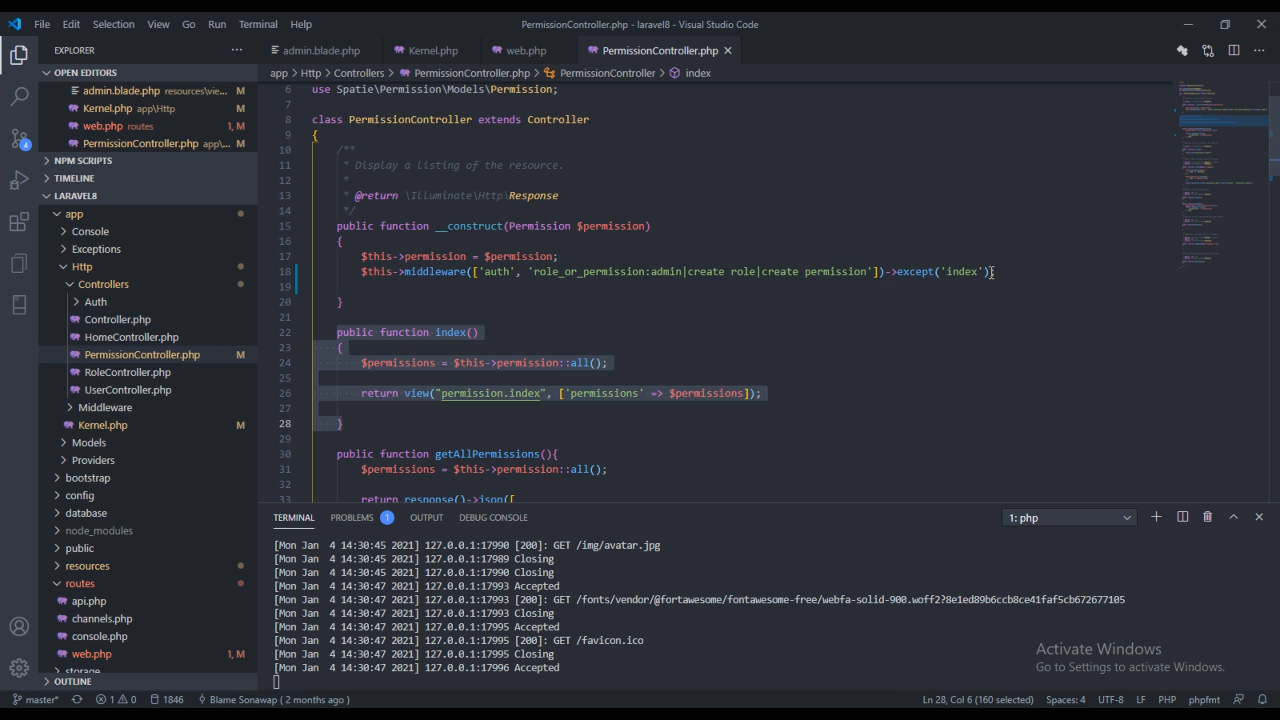 File Edit Selection View Go Run Terminal Help
PermissionController.php - laravel8 - Visual Studio Code
EXPLORER
OPEN EDITORS
admin.blade.php resources\vie... M
Kernel.php app\Http M
web.php routes 1, M
PermissionController.php app\... M
NPM SCRIPTS
TIMELINE
LARAVEL8
app
Console
Exceptions
Http
Controllers
Auth
Controller.php
HomeController.php
PermissionController.php M
RoleController.php
UserController.php
Middleware
Kernel.php M
Models
Providers
bootstrap
config
database
node_modules
public
resources
routes
api.php
channels.php
console.php
web.php 1, M
storage
OUTLINE
4
admin.blade.php Kernel.php web.php PermissionController.php
app > Http > Controllers > PermissionController.php > PermissionController > index
6 use Spatie\Permission\Models\Permission;
7
8 class PermissionController extends Controller
9 {
10 /**
11 * Display a listing of the resource.
12 *
13 * @return \Illuminate\Http\Response
14 */
15 public function __construct(Permission $permission)
16 {
17 $this->permission = $permission;
18 $this->middleware(['auth', 'role_or_permission:admin|create role|create permission'])->except('index')
19
20 }
21
22 public function index()
23 {
24 $permissions = $this->permission::all();
25
26 return view("permission.index", ['permissions' => $permissions]);
27
28 }
29
30 public function getAllPermissions(){
31 $permissions = $this->permission::all();
32
33 return response()->json([
TERMINAL PROBLEMS 1 OUTPUT DEBUG CONSOLE
1: php
[Mon Jan 4 14:30:45 2021] 127.0.0.1:17990 [200]: GET /img/avatar.jpg
[Mon Jan 4 14:30:45 2021] 127.0.0.1:17989 Closing
[Mon Jan 4 14:30:45 2021] 127.0.0.1:17990 Closing
[Mon Jan 4 14:30:47 2021] 127.0.0.1:17993 Accepted
[Mon Jan 4 14:30:47 2021] 127.0.0.1:17993 [200]: GET /fonts/vendor/@fortawesome/fontawesome-free/webfa-solid-900.woff2?8e1ed89b6ccb8ce41faf5cb672677105
[Mon Jan 4 14:30:47 2021] 127.0.0.1:17993 Closing
[Mon Jan 4 14:30:47 2021] 127.0.0.1:17995 Accepted
[Mon Jan 4 14:30:47 2021] 127.0.0.1:17995 [200]: GET /favicon.ico
[Mon Jan 4 14:30:47 2021] 127.0.0.1:17995 Closing
[Mon Jan 4 14:30:47 2021] 127.0.0.1:17996 Accepted
Activate Windows
Go to Settings to activate Windows.
master* 1 0 1846 Blame Sonawap ( 2 months ago )
Ln 28, Col 6 (160 selected) Spaces: 4 UTF-8 LF PHP phpfmt